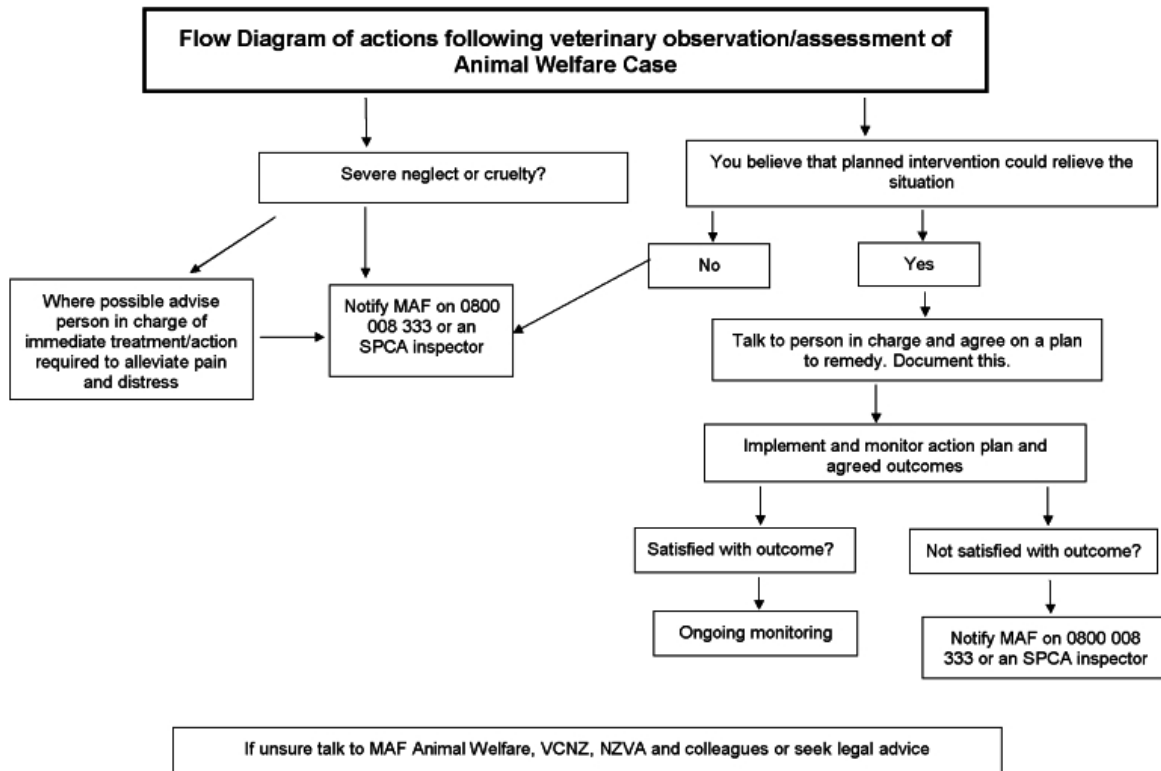 Flow Diagram of actions following veterinary observation/assessment of
Animal Welfare Case
Severe neglect or cruelty?
You believe that planned intervention could relieve the
situation
No
Yes
Where possible advise
person in charge of
immediate treatment/action
required to alleviate pain
and distress
Notify MAF on 0800
008 333 or an
SPCA inspector
Talk to person in charge and agree on a plan
to remedy. Document this.
Implement and monitor action plan and
agreed outcomes
Satisfied with outcome?
Not satisfied with outcome?
Ongoing monitoring
Notify MAF on 0800 008
333 or an SPCA inspector
If unsure talk to MAF Animal Welfare, VCNZ, NZVA and colleagues or seek legal advice